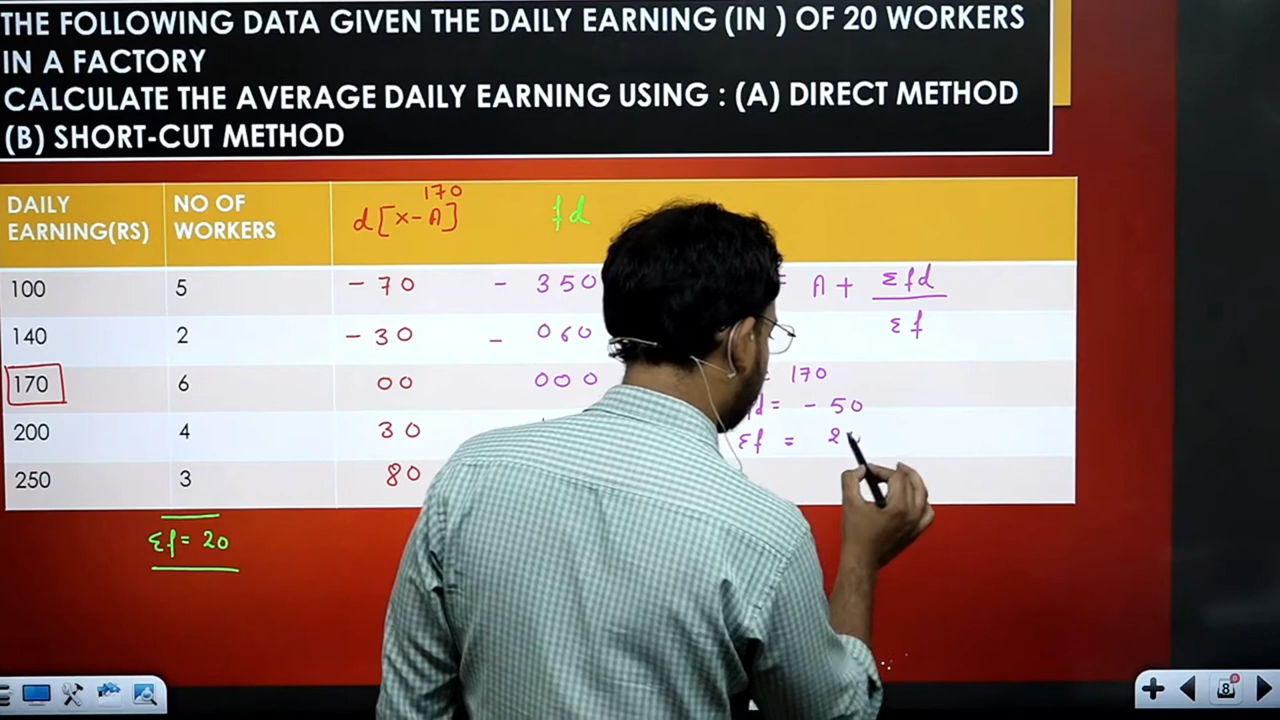 THE FOLLOWING DATA GIVEN THE DAILY EARNING (IN ) OF 20 WORKERS
IN A FACTORY
CALCULATE THE AVERAGE DAILY EARNING USING : (A) DIRECT METHOD
(B) SHORT-CUT METHOD
DAILY EARNING(RS) NO OF WORKERS d[x-A] 170 fd
100 5 - 70 - 350 = A + Σfd / Σf
140 2 - 30 - 060
170 6 00 000 = 170
fd = - 50
200 4 30 Σf = 2
250 3 80
Σf = 20
8